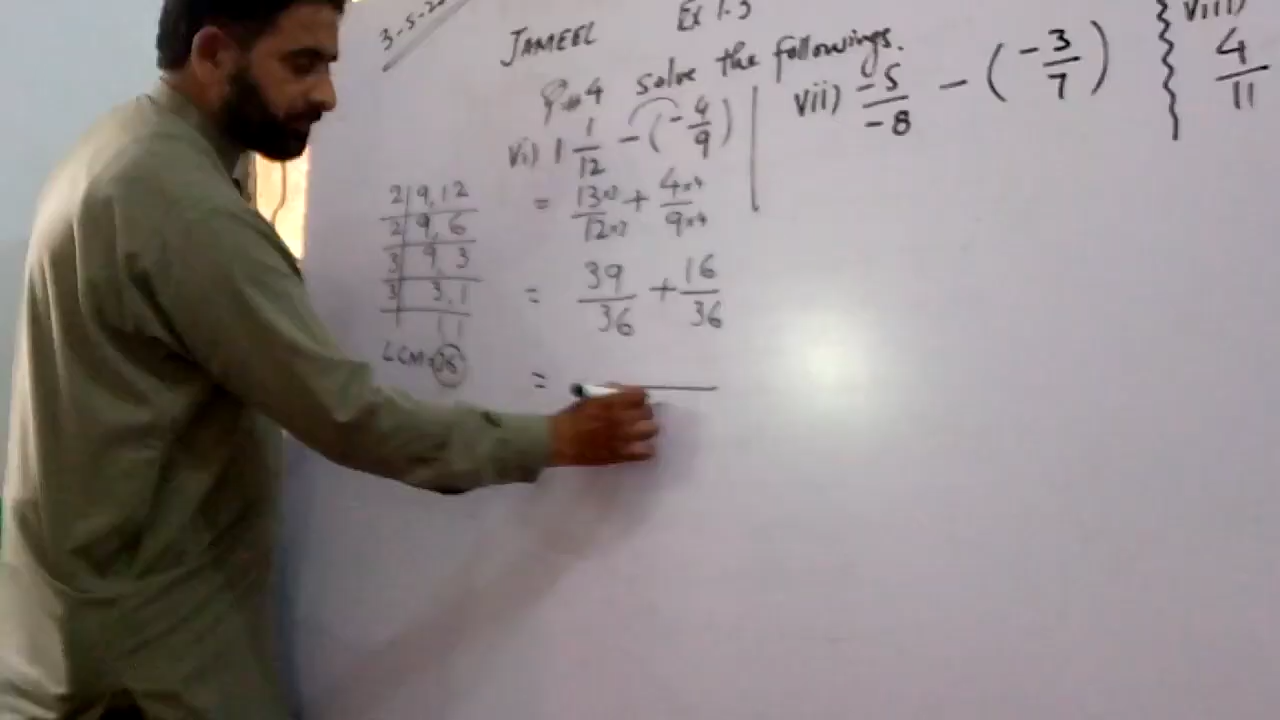 3-5-20
JAMEEL Ex 1.3
Q#4 solve the followings.
vi) 1 1/12 - (-4/9)
= 13×3/12×3 + 4×4/9×4
= 39/36 + 16/36
=
2 | 9, 12
2 | 9, 6
3 | 9, 3
3 | 3, 1
1 1
LCM = 36
vii) -5/-8 - (-3/7)
viii)
4/11